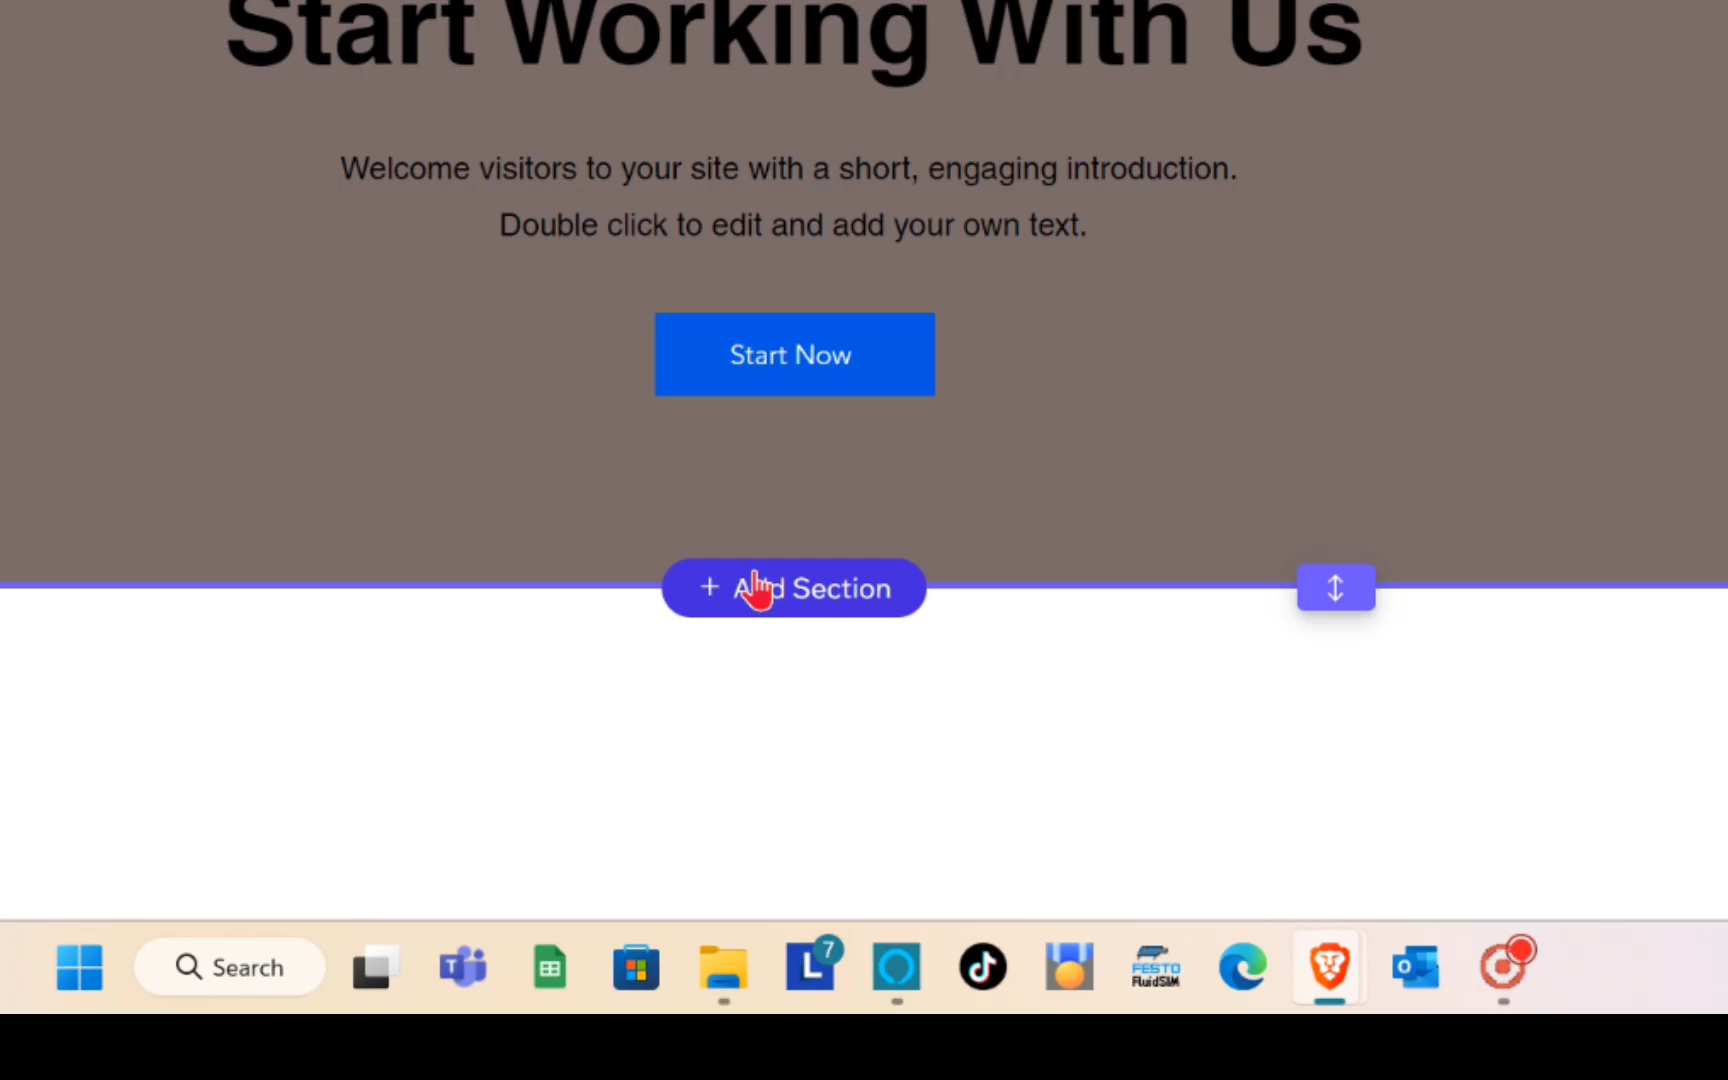 Start Working With Us
Welcome visitors to your site with a short, engaging introduction.
Double click to edit and add your own text.
Start Now
+ Add Section
Search
T
L
7
FESTO
FluidSIM
o